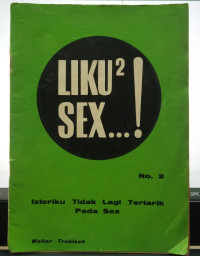 LIKU²
SEX...!
No. 2
Isteriku Tidak Lagi Tertarik
Pada Sex
Walter Trobisch